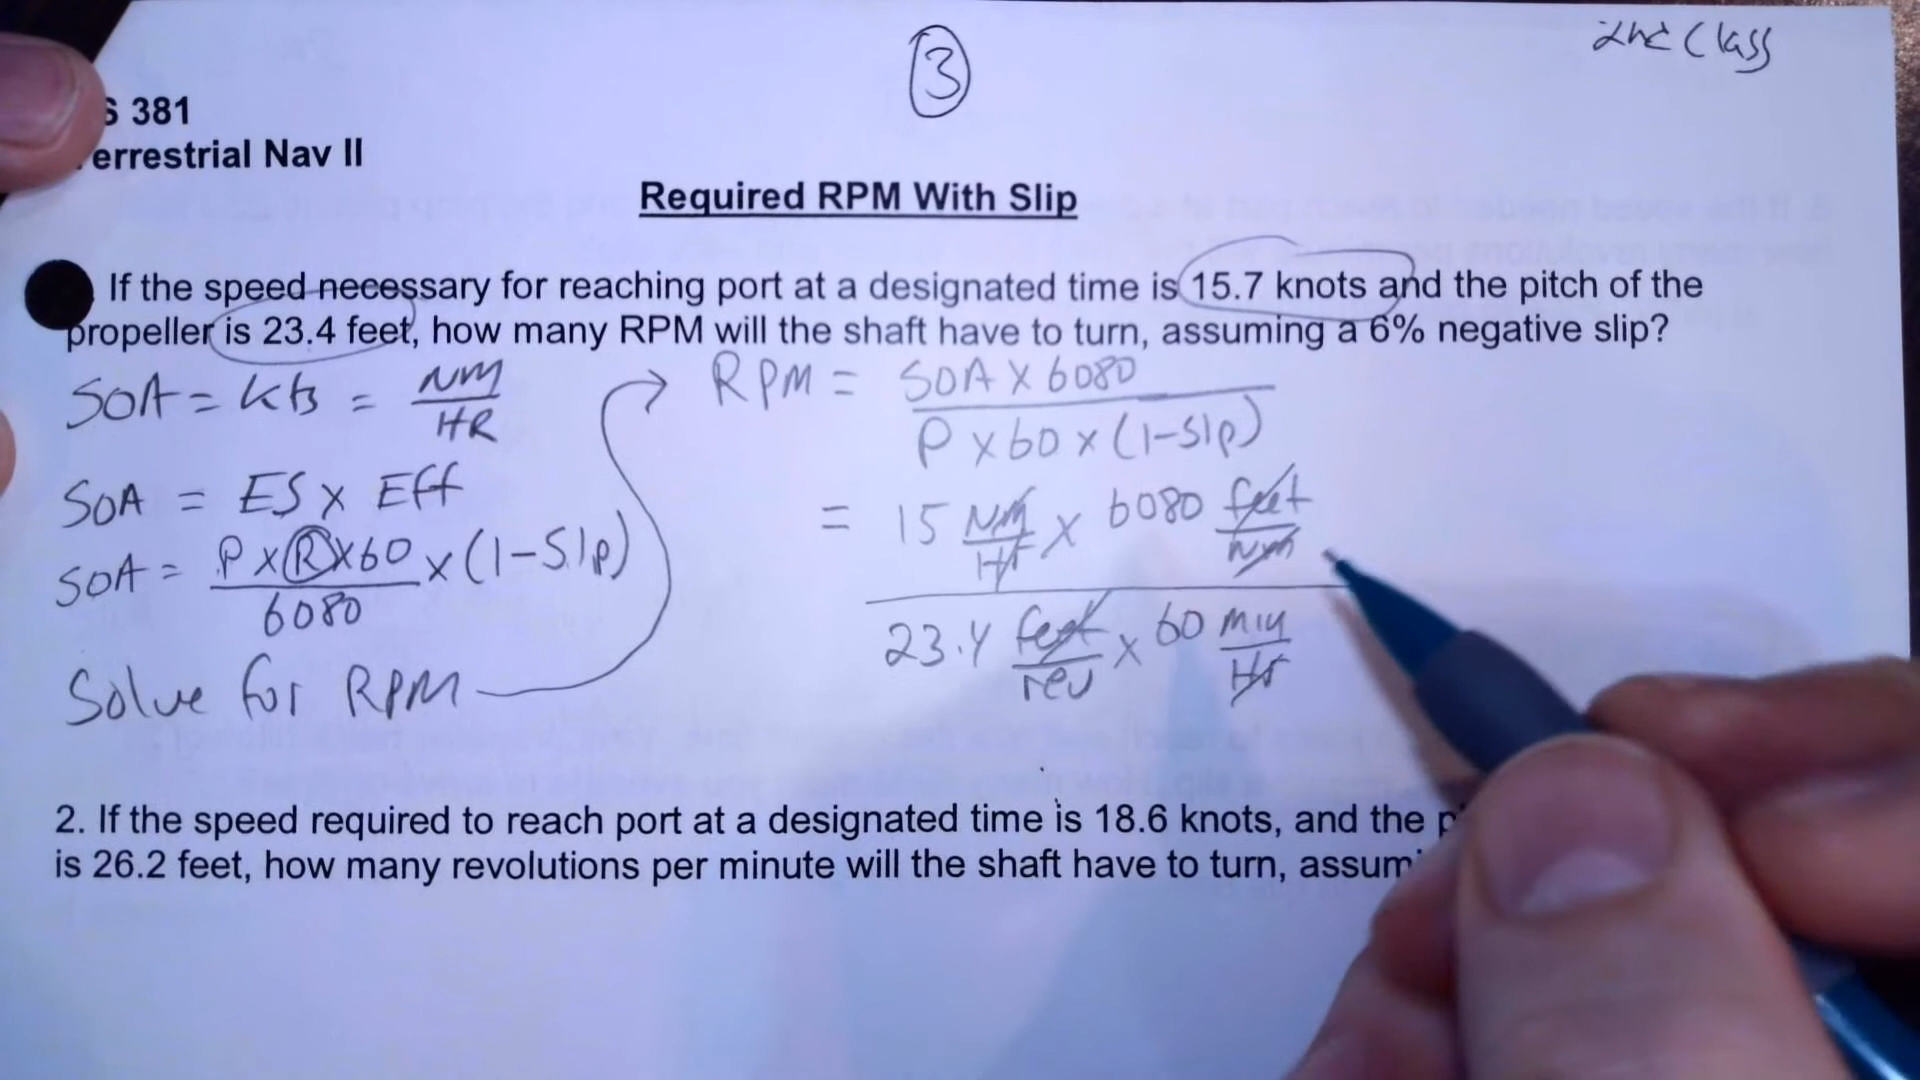 ③
2nd Class
S 381
errestrial Nav II
Required RPM With Slip
If the speed necessary for reaching port at a designated time is 15.7 knots and the pitch of the
propeller is 23.4 feet, how many RPM will the shaft have to turn, assuming a 6% negative slip?
SOA = kts = NM / HR
SOA = ES x Eff
SOA = P x R x 60 / 6080 x (1-Slp)
Solve for RPM
RPM = SOA X 6080 / P x 60 x (1-Slp)
= 15 NM / Hr x 6080 feet / NM
23.4 feet / rev x 60 min / Hr
2. If the speed required to reach port at a designated time is 18.6 knots, and the
is 26.2 feet, how many revolutions per minute will the shaft have to turn, assum